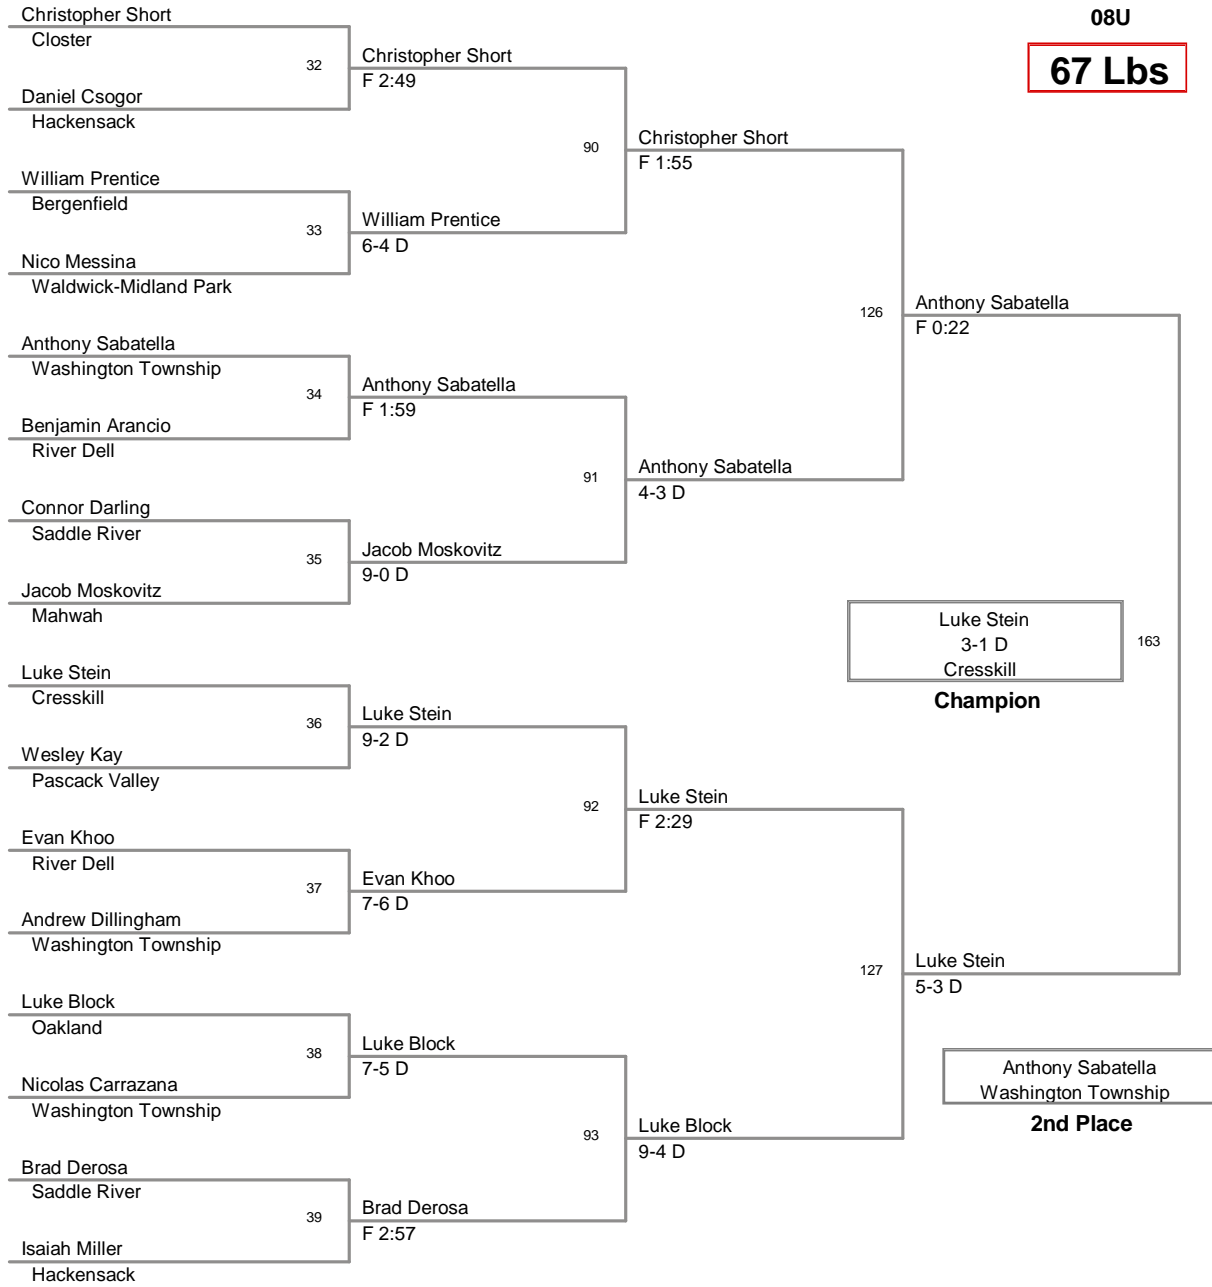 Christopher Short
08U
Closter
32
Christopher Short
F 2:49
67 Lbs
Daniel Csogor
Hackensack
90
Christopher Short
F 1:55
William Prentice
Bergenfield
33
William Prentice
6-4 D
Nico Messina
Waldwick-Midland Park
126
Anthony Sabatella
F 0:22
Anthony Sabatella
Washington Township
34
Anthony Sabatella
F 1:59
Benjamin Arancio
River Dell
91
Anthony Sabatella
4-3 D
Connor Darling
Saddle River
35
Jacob Moskovitz
9-0 D
Jacob Moskovitz
Mahwah
Luke Stein
3-1 D
Cresskill
163
Champion
Luke Stein
Cresskill
36
Luke Stein
9-2 D
Wesley Kay
Pascack Valley
92
Luke Stein
F 2:29
Evan Khoo
River Dell
37
Evan Khoo
7-6 D
Andrew Dillingham
Washington Township
127
Luke Stein
5-3 D
Luke Block
Oakland
38
Luke Block
7-5 D
Nicolas Carrazana
Washington Township
Anthony Sabatella
Washington Township
2nd Place
93
Luke Block
9-4 D
Brad Derosa
Saddle River
39
Brad Derosa
F 2:57
Isaiah Miller
Hackensack